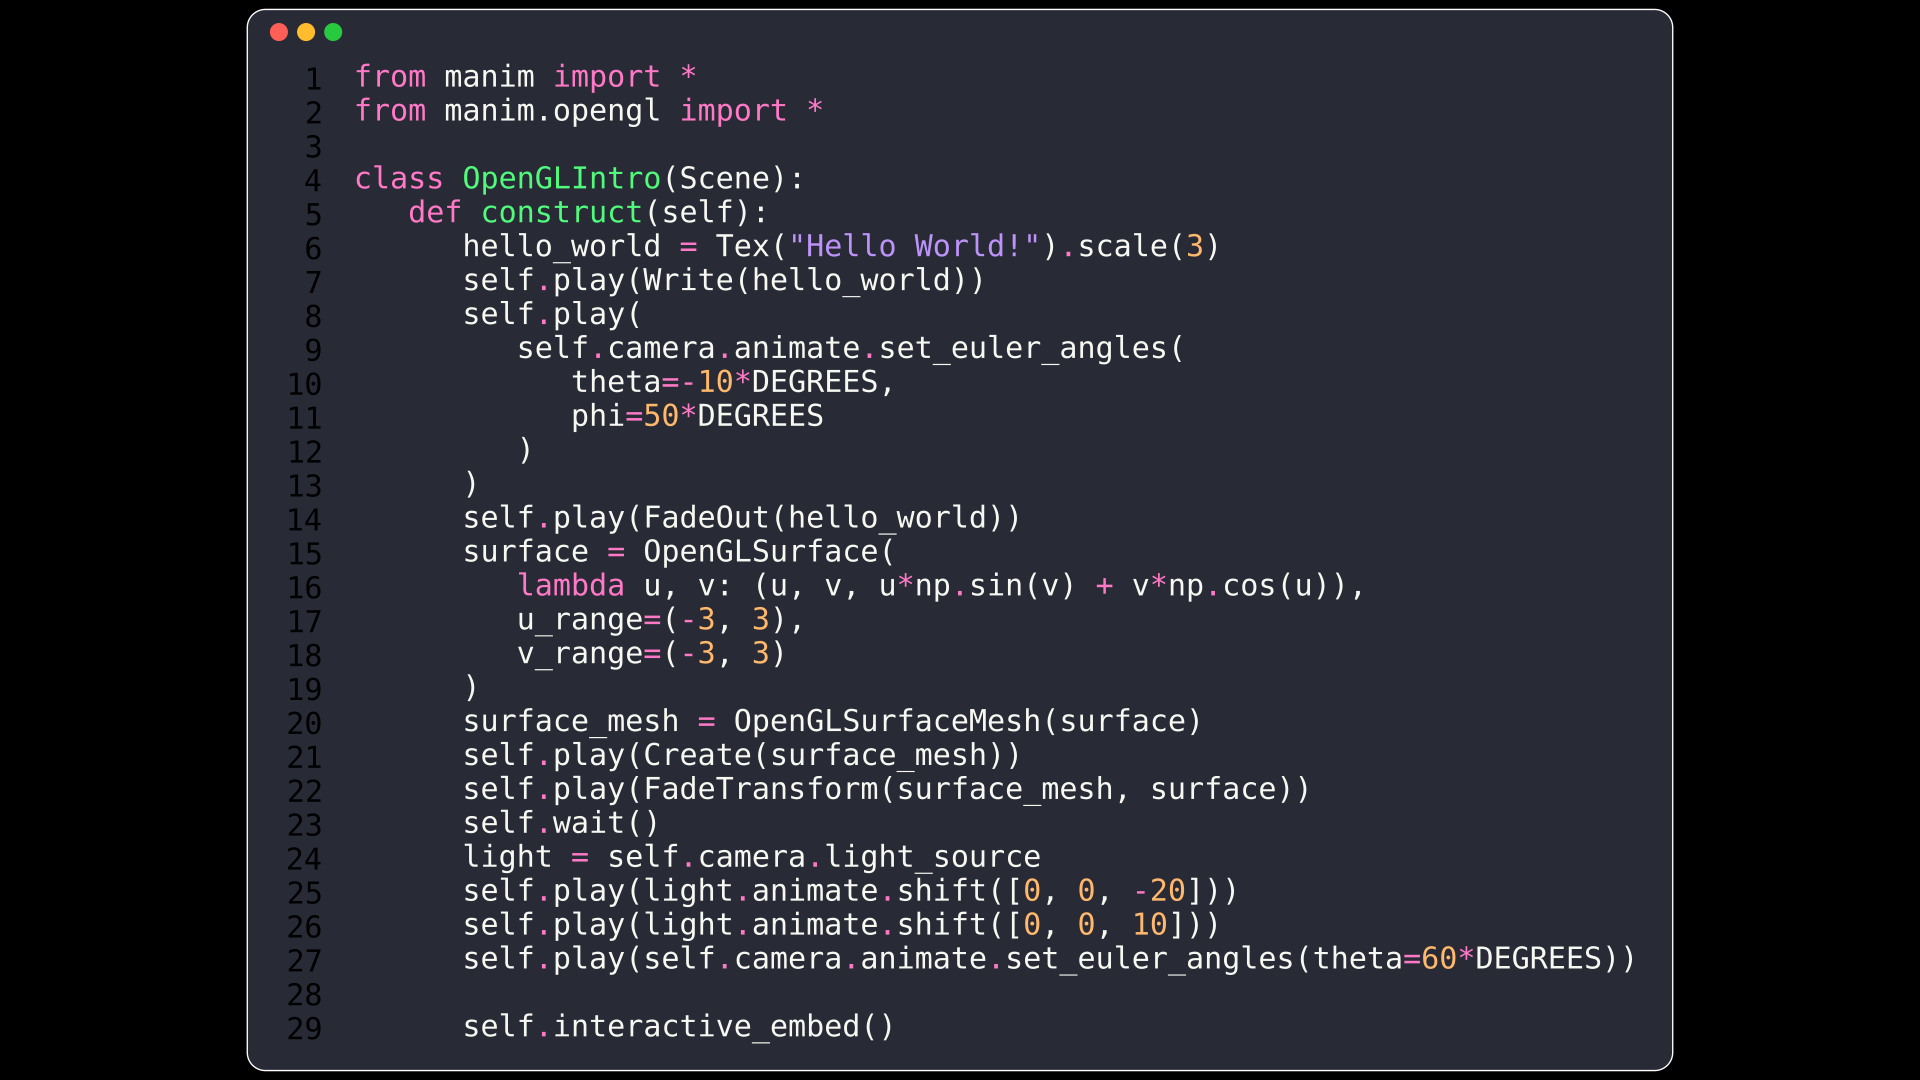 1 from manim import *
2 from manim.opengl import *
3
4 class OpenGLIntro(Scene):
5    def construct(self):
6       hello_world = Tex("Hello World!").scale(3)
7       self.play(Write(hello_world))
8       self.play(
9          self.camera.animate.set_euler_angles(
10             theta=-10*DEGREES,
11             phi=50*DEGREES
12          )
13       )
14       self.play(FadeOut(hello_world))
15       surface = OpenGLSurface(
16          lambda u, v: (u, v, u*np.sin(v) + v*np.cos(u)),
17          u_range=(-3, 3),
18          v_range=(-3, 3)
19       )
20       surface_mesh = OpenGLSurfaceMesh(surface)
21       self.play(Create(surface_mesh))
22       self.play(FadeTransform(surface_mesh, surface))
23       self.wait()
24       light = self.camera.light_source
25       self.play(light.animate.shift([0, 0, -20]))
26       self.play(light.animate.shift([0, 0, 10]))
27       self.play(self.camera.animate.set_euler_angles(theta=60*DEGREES))
28
29       self.interactive_embed()